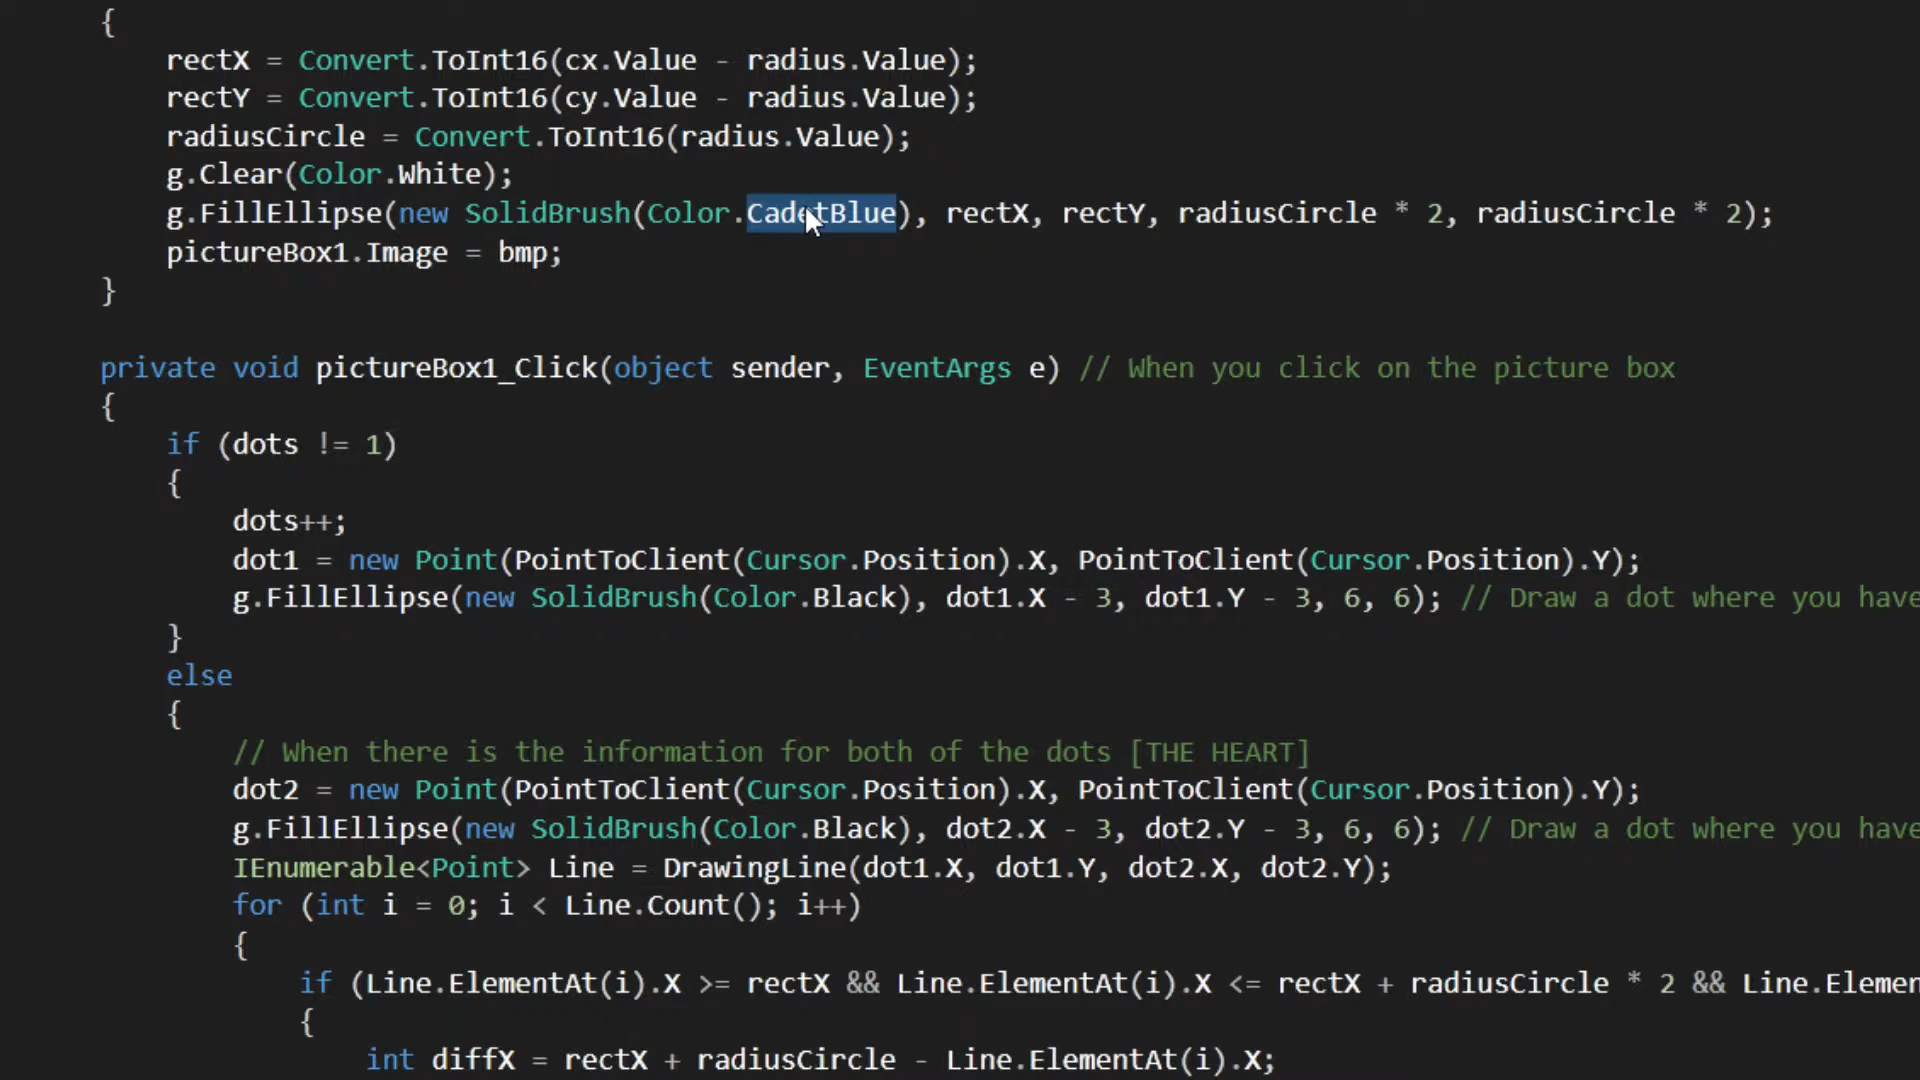 {
rectX = Convert.ToInt16(cx.Value - radius.Value);
rectY = Convert.ToInt16(cy.Value - radius.Value);
radiusCircle = Convert.ToInt16(radius.Value);
g.Clear(Color.White);
g.FillEllipse(new SolidBrush(Color.CadetBlue), rectX, rectY, radiusCircle * 2, radiusCircle * 2);
pictureBox1.Image = bmp;
}
private void pictureBox1_Click(object sender, EventArgs e) // When you click on the picture box
{
if (dots != 1)
{
dots++;
dot1 = new Point(PointToClient(Cursor.Position).X, PointToClient(Cursor.Position).Y);
g.FillEllipse(new SolidBrush(Color.Black), dot1.X - 3, dot1.Y - 3, 6, 6); // Draw a dot where you have
}
else
{
// When there is the information for both of the dots [THE HEART]
dot2 = new Point(PointToClient(Cursor.Position).X, PointToClient(Cursor.Position).Y);
g.FillEllipse(new SolidBrush(Color.Black), dot2.X - 3, dot2.Y - 3, 6, 6); // Draw a dot where you have
IEnumerable<Point> Line = DrawingLine(dot1.X, dot1.Y, dot2.X, dot2.Y);
for (int i = 0; i < Line.Count(); i++)
{
if (Line.ElementAt(i).X >= rectX && Line.ElementAt(i).X <= rectX + radiusCircle * 2 && Line.Elemen
{
int diffX = rectX + radiusCircle - Line.ElementAt(i).X;